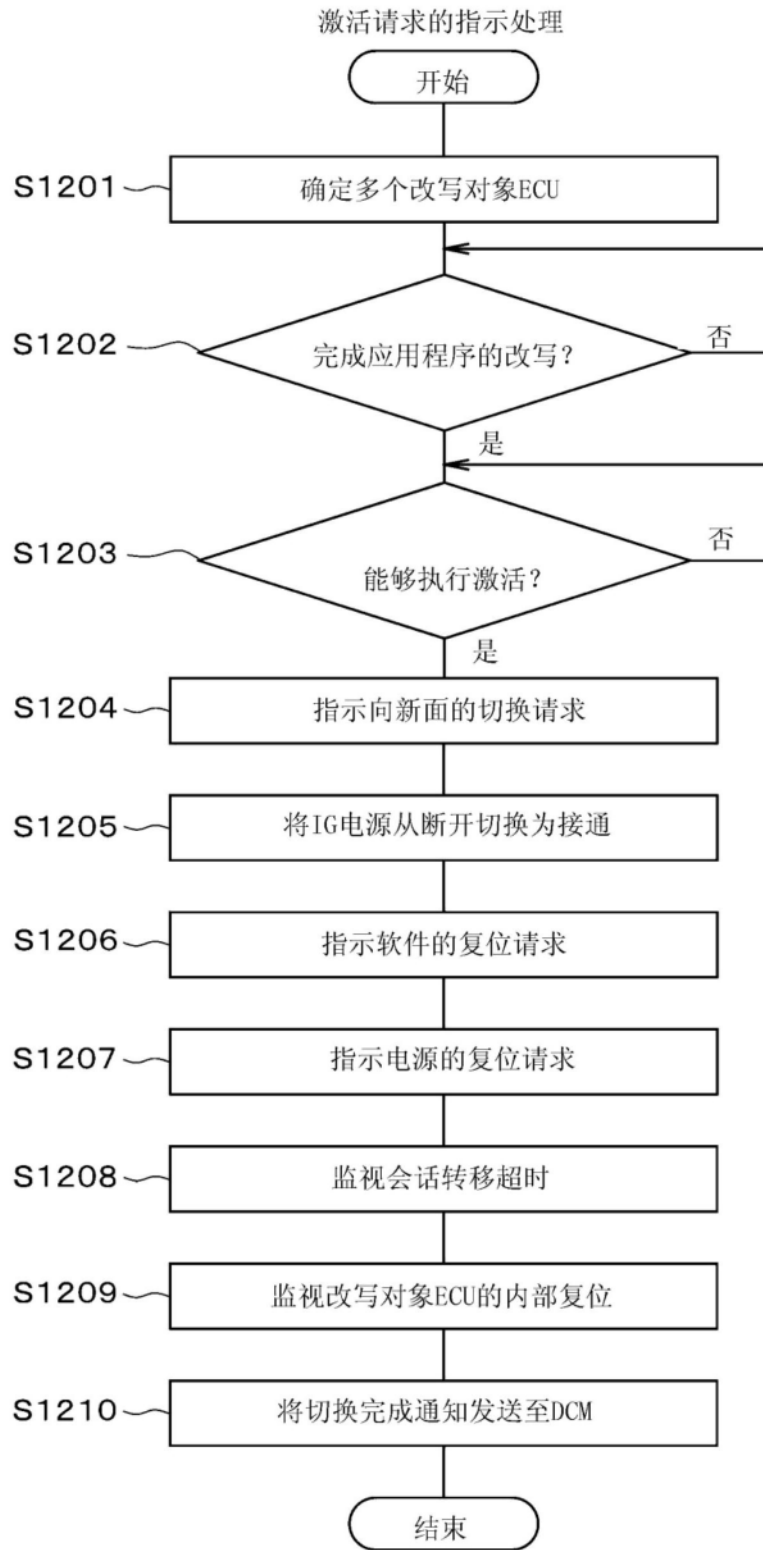 激活请求的指示处理
开始
S1201
确定多个改写对象ECU
S1202
完成应用程序的改写？
否
是
S1203
能够执行激活？
否
是
S1204
指示向新面的切换请求
S1205
将IG电源从断开切换为接通
S1206
指示软件的复位请求
S1207
指示电源的复位请求
S1208
监视会话转移超时
S1209
监视改写对象ECU的内部复位
S1210
将切换完成通知发送至DCM
结束